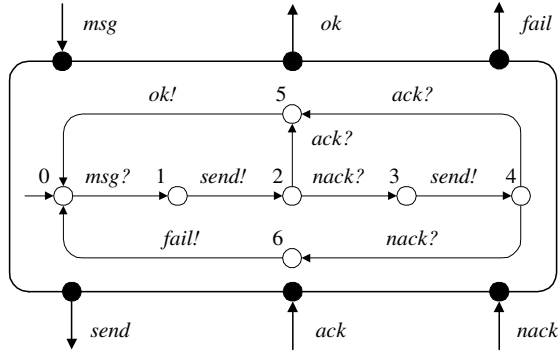 msg ok fail
ok! 5 ack?
ack?
0 msg? 1 send! 2 nack? 3 send! 4
fail! 6 nack?
send ack nack